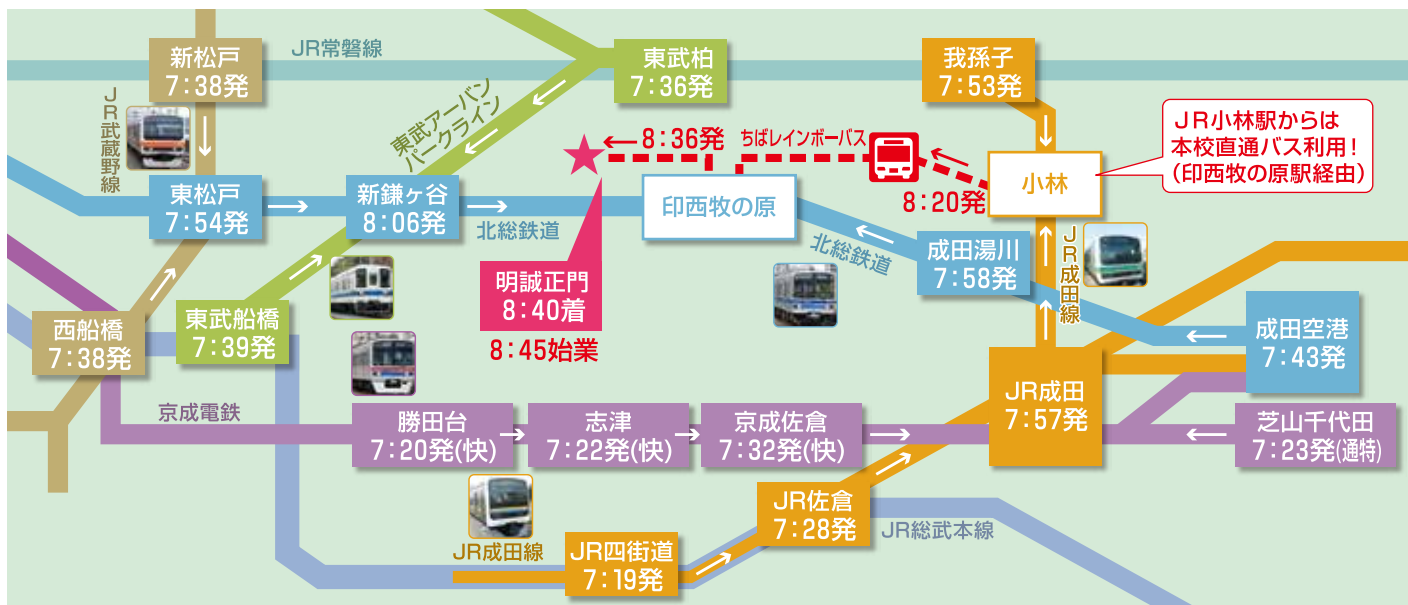 新松戸
7：38発
JR常磐線
JR武蔵野線
東武アーバン
パークライン
東武柏
7：36発
我孫子
7：53発
JR小林駅からは
本校直通バス利用！
（印西牧の原駅経由）
8：36発
ちばレインボーバス
8：20発
小林
東松戸
7：54発
新鎌ヶ谷
8：06発
北総鉄道
印西牧の原
北総鉄道
成田湯川
7：58発
JR成田線
明誠正門
8：40着
8：45始業
西船橋
7：38発
東武船橋
7：39発
成田空港
7：43発
京成電鉄
勝田台
7：20発(快)
志津
7：22発(快)
京成佐倉
7：32発(快)
JR成田
7：57発
芝山千代田
7：23発(通特)
JR佐倉
7：28発
JR総武本線
JR成田線
JR四街道
7：19発